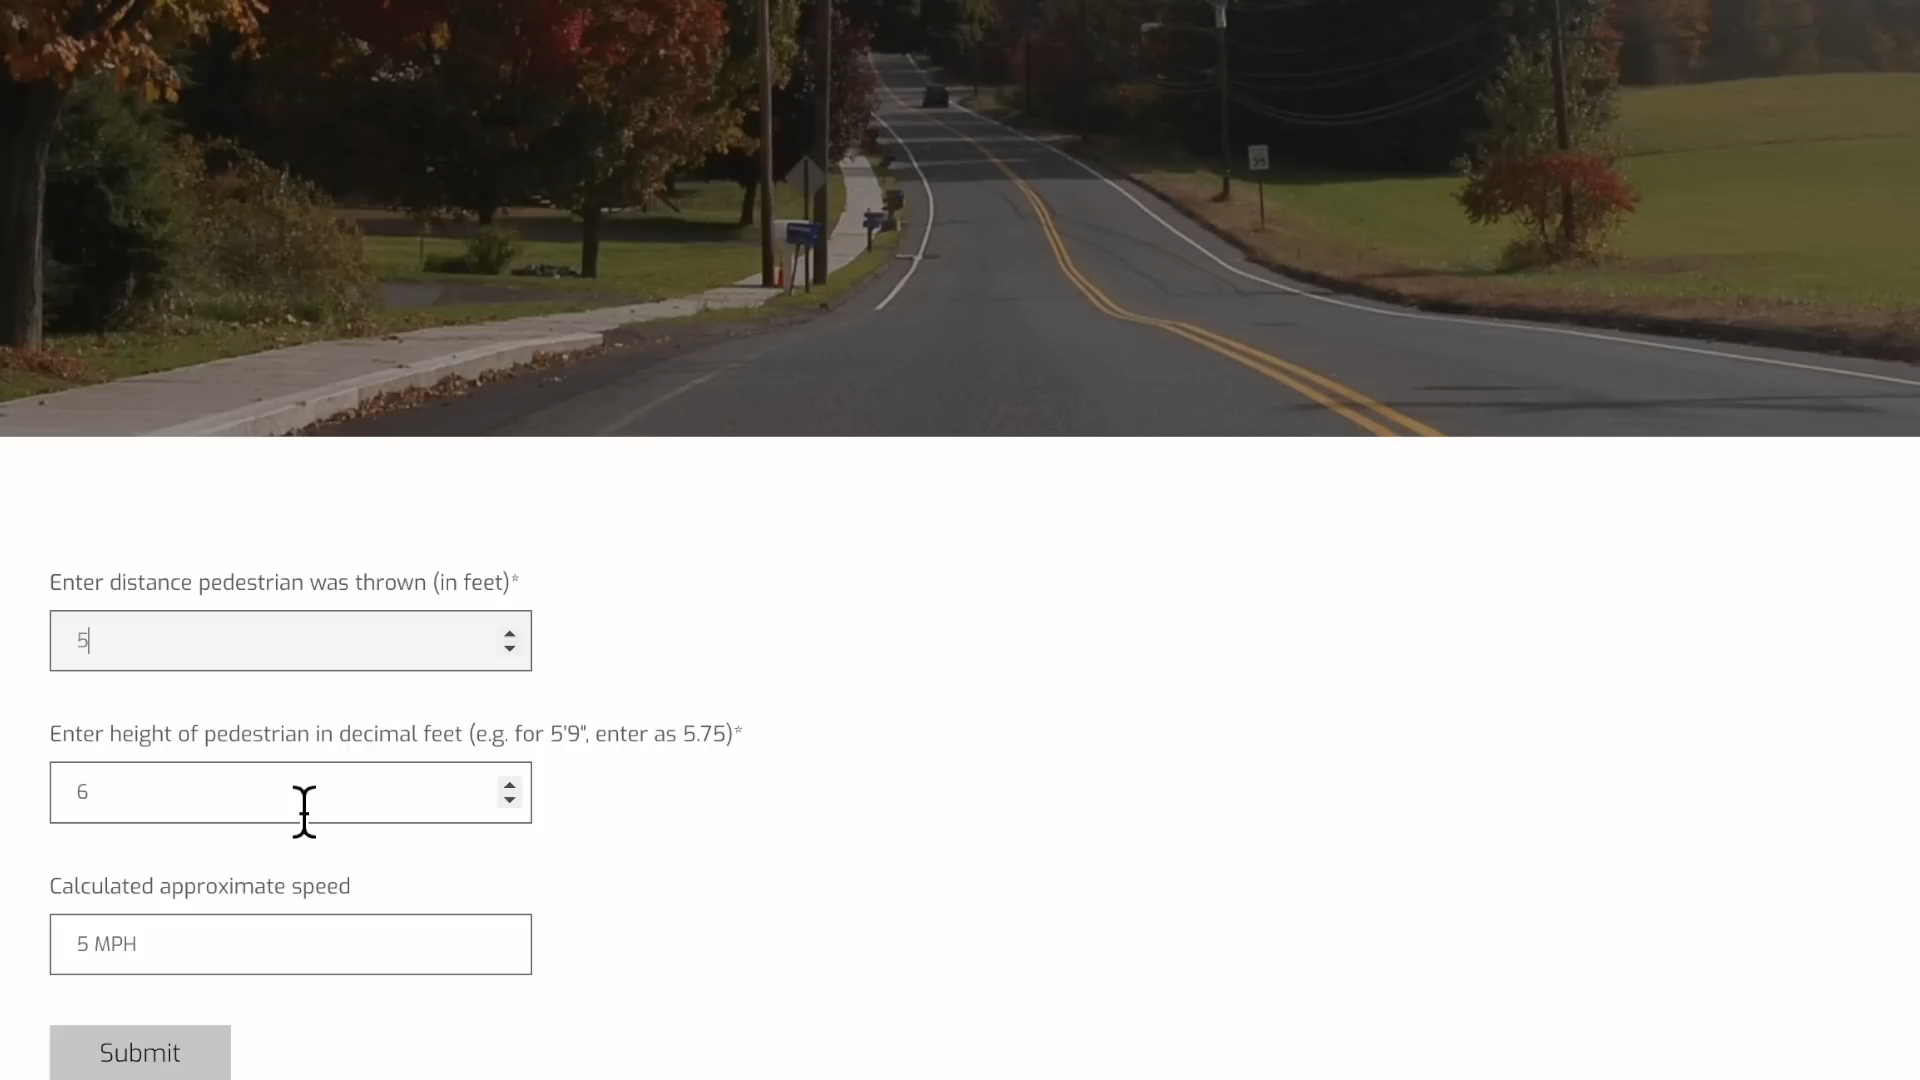 35
Enter distance pedestrian was thrown (in feet)*
5
Enter height of pedestrian in decimal feet (e.g. for 5'9", enter as 5.75)*
6
Calculated approximate speed
5 MPH
Submit